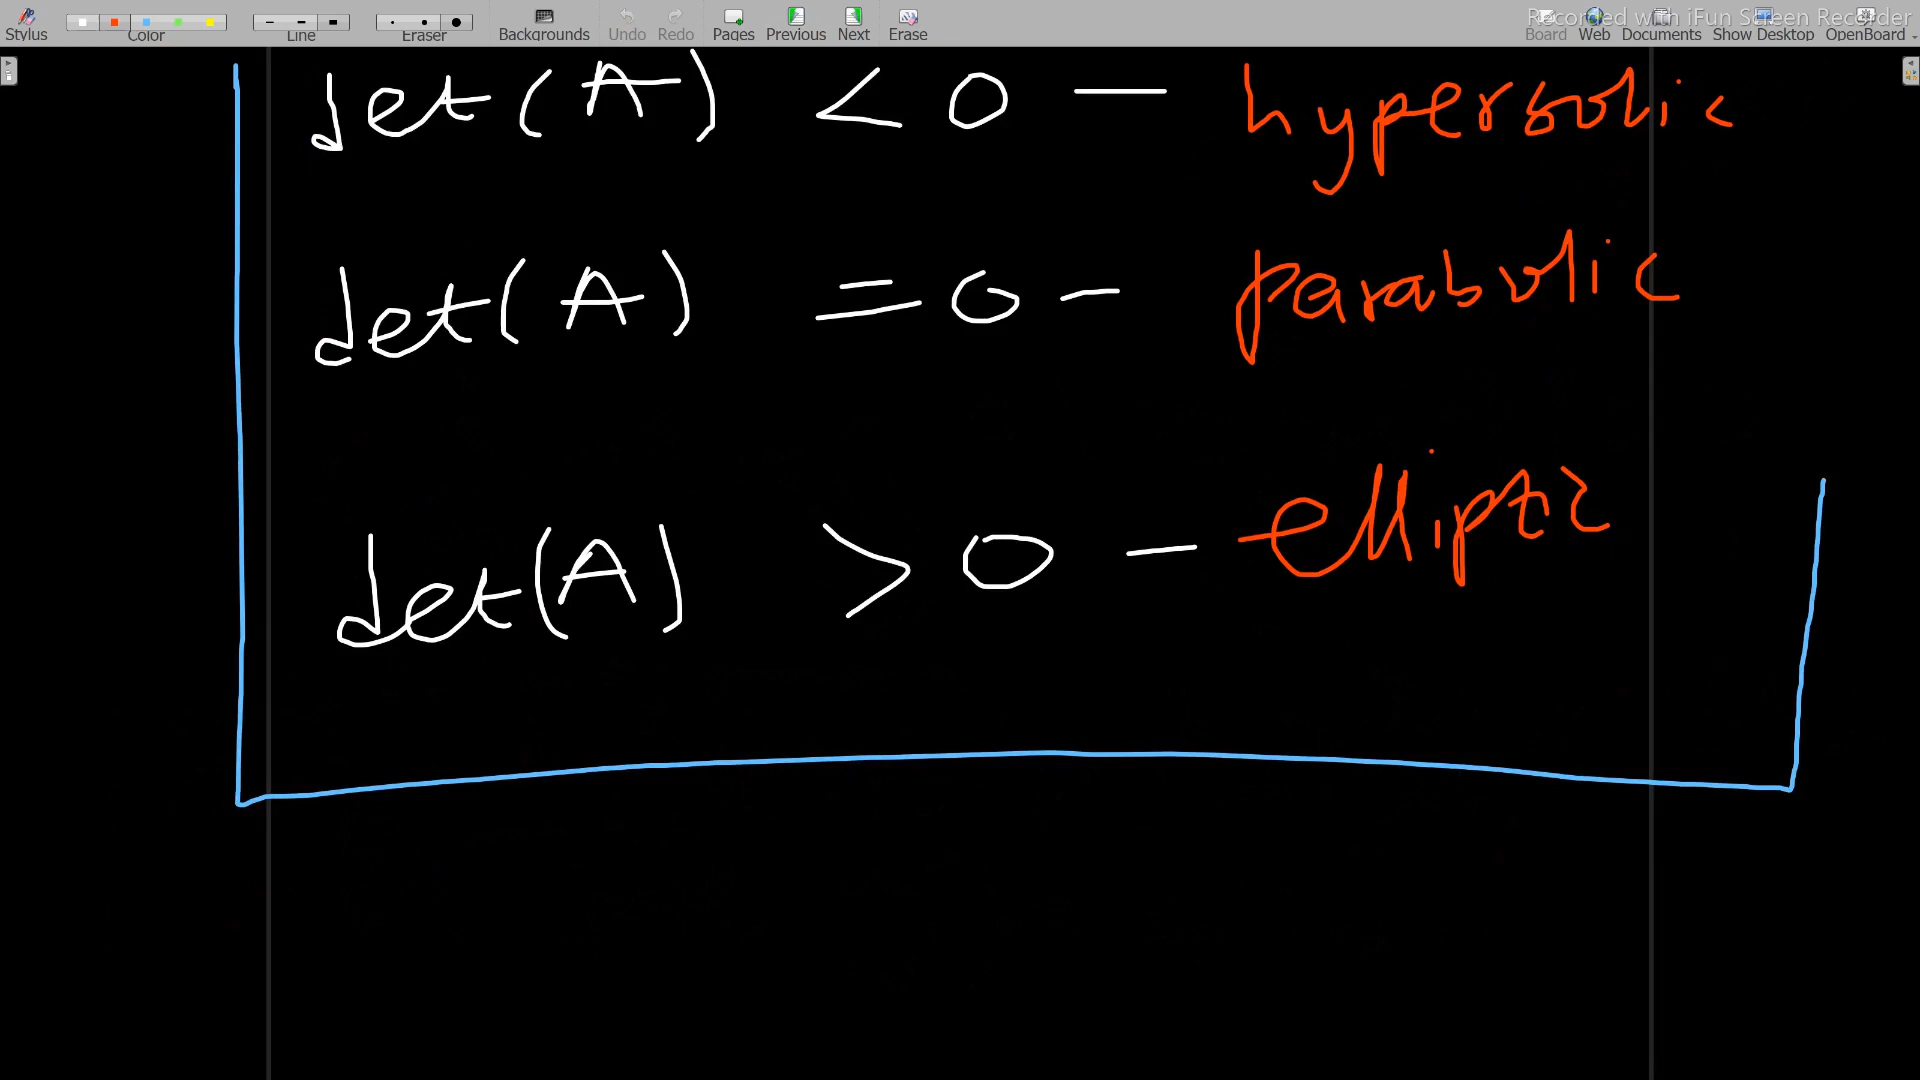 Recorded with iFun Screen Recorder
Stylus Color Line Eraser Backgrounds Undo Redo Pages Previous Next Erase Board Web Documents Show Desktop OpenBoard
det(A) < 0 — hyperbolic
det(A) = 0 - parabolic
det(A) > 0 - elliptic